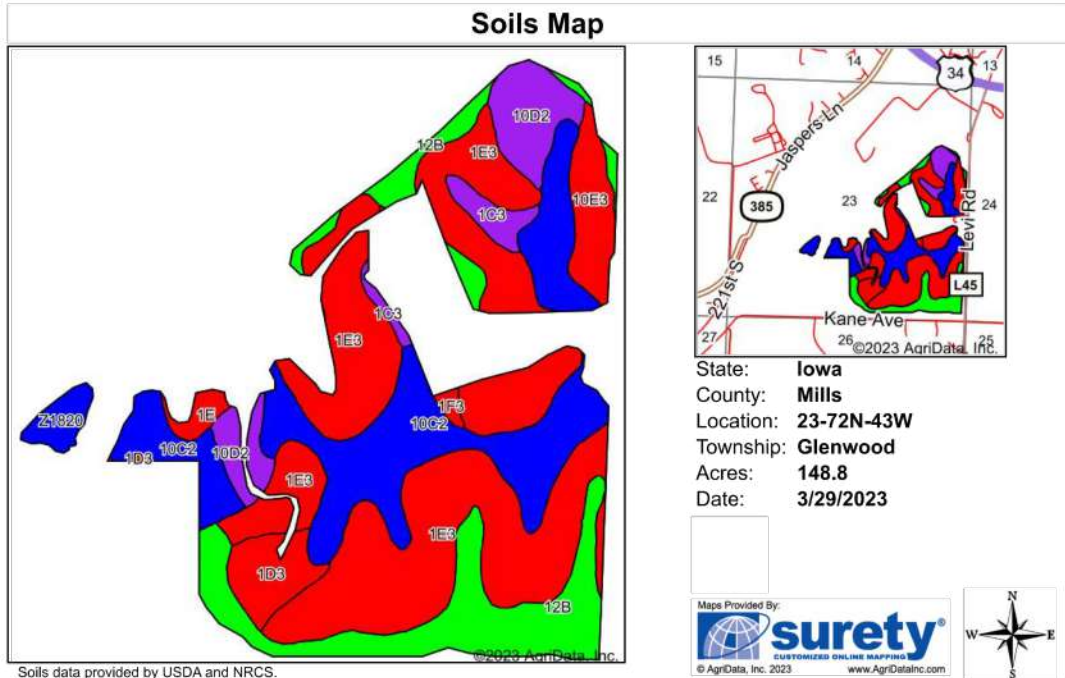 Soils Map
10D2
12B
1E3
10E3
1C3
1C3
1E3
Z1820
1E
1F3
10C2
1D3
10C2
10D2
1E3
1E3
1D3
12B
©2023 AgriData, Inc.
Soils data provided by USDA and NRCS.
15
14
34
13
Jaspers Ln
22
23
24
385
Levi Rd
221st S
L45
Kane Ave
27
26
25
©2023 AgriData, Inc.
State: Iowa
County: Mills
Location: 23-72N-43W
Township: Glenwood
Acres: 148.8
Date: 3/29/2023
Maps Provided By:
surety®
CUSTOMIZED ONLINE MAPPING
© AgriData, Inc. 2023 www.AgriDataInc.com
N
W E
S